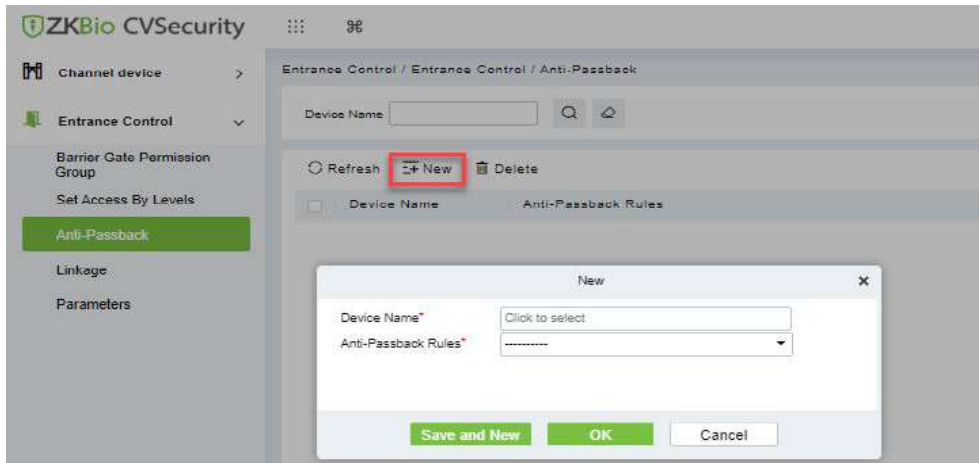 ZKBio CVSecurity
Channel device
Entrance Control
Barrier Gate Permission
Group
Set Access By Levels
Anti-Passback
Linkage
Parameters
Entrance Control / Entrance Control / Anti-Passback
Device Name
Refresh New Delete
Device Name Anti-Passback Rules
New
Device Name* Click to select
Anti-Passback Rules* ----------
Save and New OK Cancel